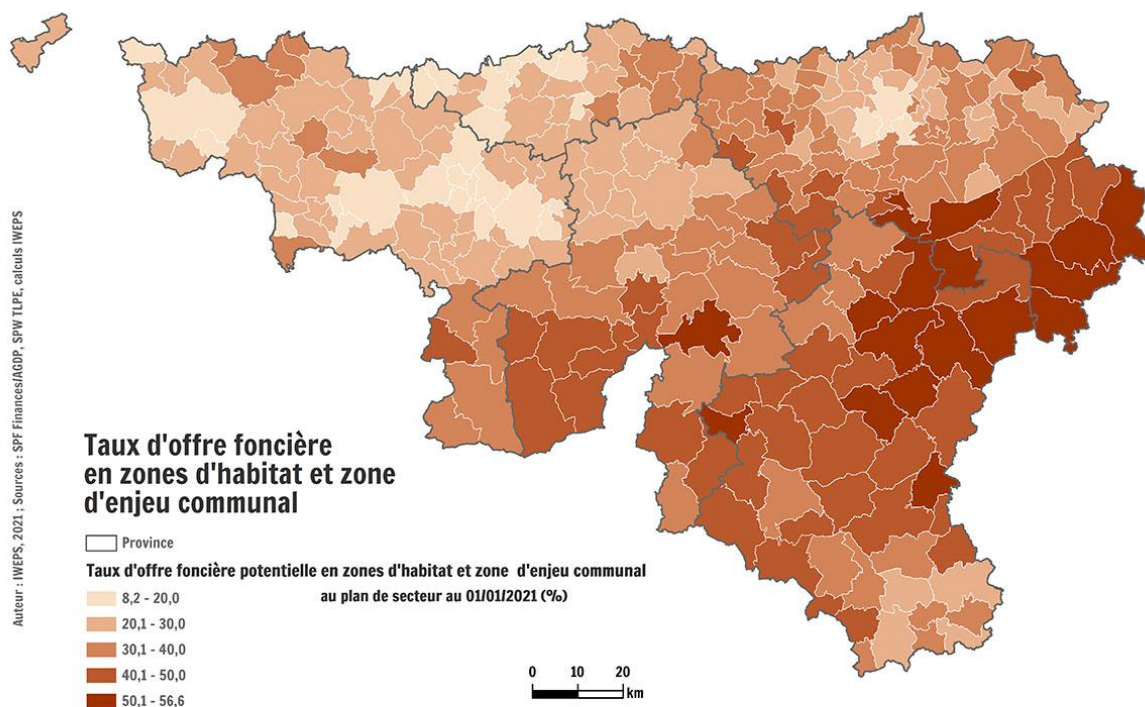 Taux d'offre foncière
en zones d'habitat et zone
d'enjeu communal
Province
Taux d'offre foncière potentielle en zones d'habitat et zone d'enjeu communal
au plan de secteur au 01/01/2021 (‰)
8,2 - 20,0
20,1 - 30,0
30,1 - 40,0
40,1 - 50,0
50,1 - 56,6
0 10 20
km
Auteur : IWEPS, 2021 ; Sources : SPF Finances/AGDP, SPW TLPE, calculs IWEPS